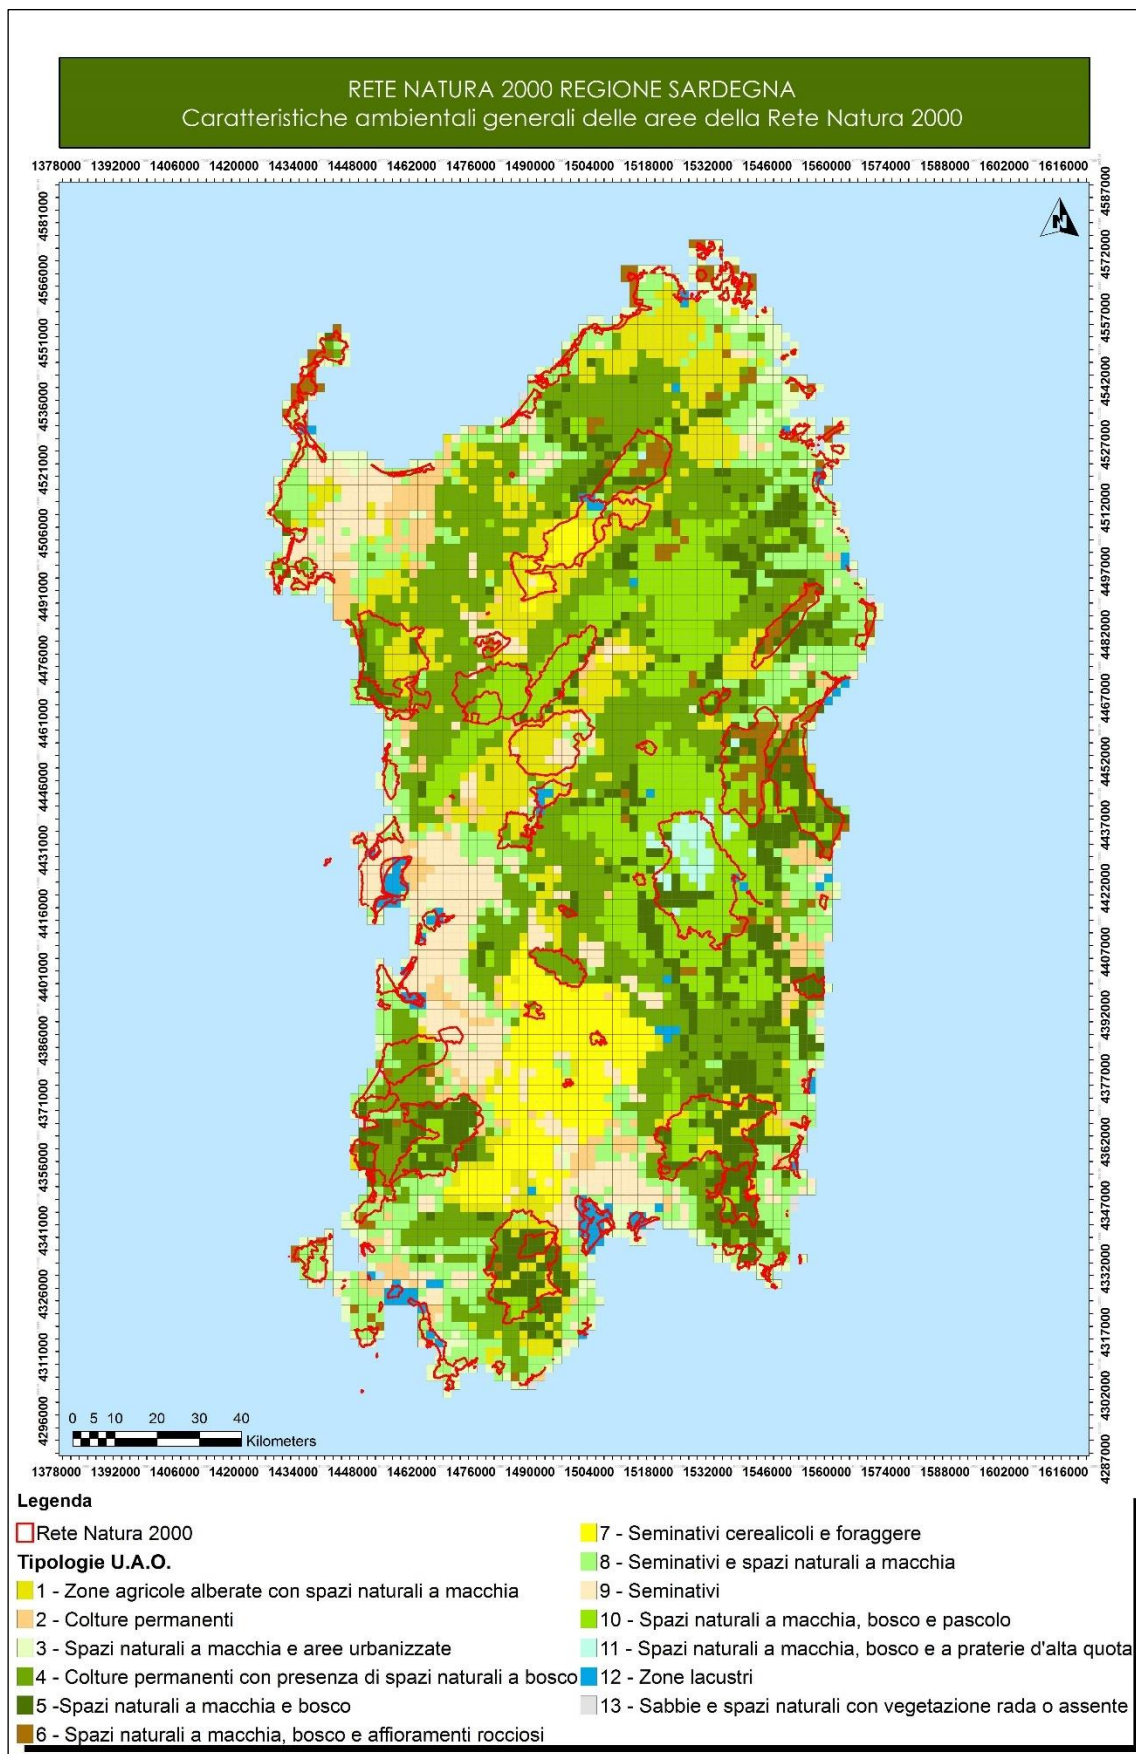 RETE NATURA 2000 REGIONE SARDEGNA
Caratteristiche ambientali generali delle aree della Rete Natura 2000
1378000 1392000 1406000 1420000 1434000 1448000 1462000 1476000 1490000 1504000 1518000 1532000 1546000 1560000 1574000 1588000 1602000 1616000
4581000
4566000
4551000
4536000
4521000
4506000
4491000
4476000
4461000
4446000
4431000
4416000
4401000
4386000
4371000
4356000
4341000
4326000
4311000
4296000
N
4587000
4572000
4557000
4542000
4527000
4512000
4497000
4482000
4467000
4452000
4437000
4422000
4407000
4392000
4377000
4362000
4347000
4332000
4317000
4302000
4287000
0 5 10 20 30 40
Kilometers
1378000 1392000 1406000 1420000 1434000 1448000 1462000 1476000 1490000 1504000 1518000 1532000 1546000 1560000 1574000 1588000 1602000 1616000
Legenda
Rete Natura 2000
Tipologie U.A.O.
1 - Zone agricole alberate con spazi naturali a macchia
2 - Colture permanenti
3 - Spazi naturali a macchia e aree urbanizzate
4 - Colture permanenti con presenza di spazi naturali a bosco
5 -Spazi naturali a macchia e bosco
6 - Spazi naturali a macchia, bosco e affioramenti rocciosi
7 - Seminativi cerealicoli e foraggere
8 - Seminativi e spazi naturali a macchia
9 - Seminativi
10 - Spazi naturali a macchia, bosco e pascolo
11 - Spazi naturali a macchia, bosco e a praterie d'alta quota
12 - Zone lacustri
13 - Sabbie e spazi naturali con vegetazione rada o assente